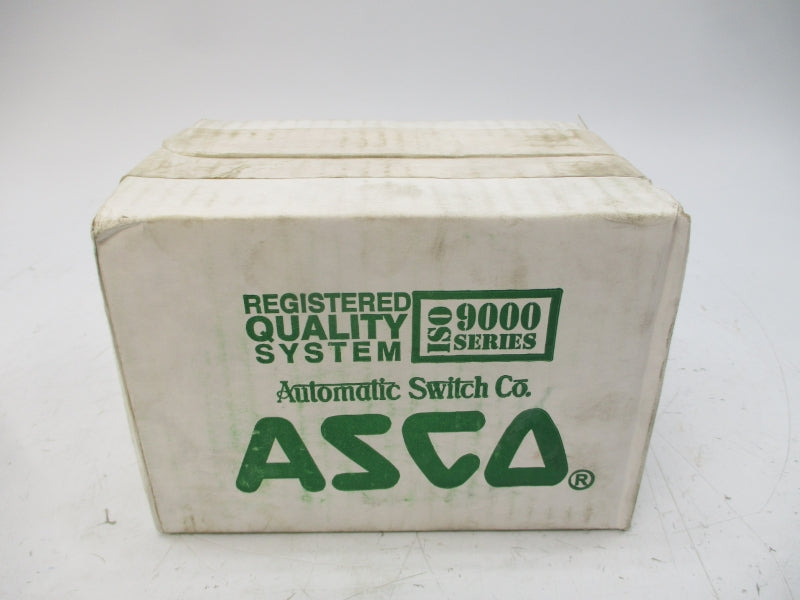 REGISTERED
QUALITY
SYSTEM
ISO 9000
SERIES
Automatic Switch Co.
ASCO®